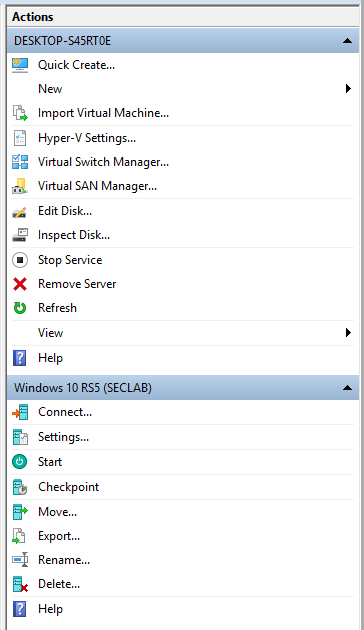 Actions
DESKTOP-S45RT0E
Quick Create...
New
Import Virtual Machine...
Hyper-V Settings...
Virtual Switch Manager...
Virtual SAN Manager...
Edit Disk...
Inspect Disk...
Stop Service
Remove Server
Refresh
View
Help
Windows 10 RS5 (SECLAB)
Connect...
Settings...
Start
Checkpoint
Move...
Export...
Rename...
Delete...
Help